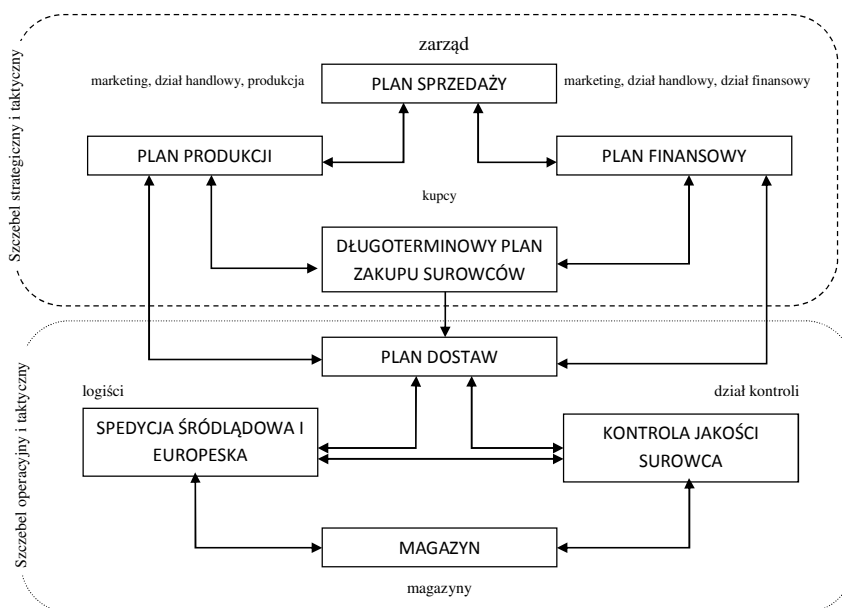 zarząd
marketing, dział handlowy, produkcja
PLAN SPRZEDAŻY
marketing, dział handlowy, dział finansowy
PLAN PRODUKCJI
PLAN FINANSOWY
kupcy
DŁUGOTERMINOWY PLAN
ZAKUPU SUROWCÓW
Szczebel strategiczny i taktyczny
PLAN DOSTAW
logiści
dział kontroli
SPEDYCJA ŚRÓDLĄDOWA I
EUROPESKA
KONTROLA JAKOŚCI
SUROWCA
MAGAZYN
magazyny
Szczebel operacyjny i taktyczny